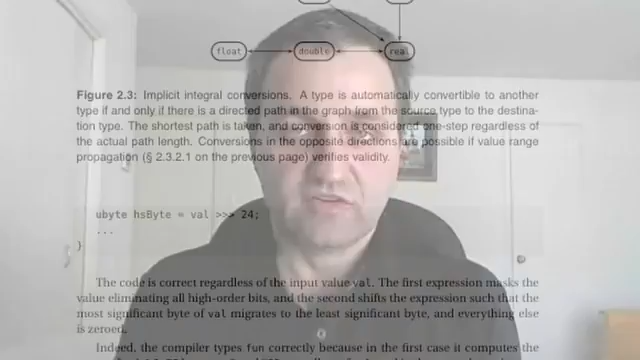 float double real
Figure 2.3: Implicit integral conversions. A type is automatically convertible to another
type if and only if there is a directed path in the graph from the source type to the destina-
tion type. The shortest path is taken, and conversion is considered one-step regardless of
the actual path length. Conversions in the opposite directions are possible if value range
propagation (§ 2.3.2.1 on the previous page) verifies validity.
ubyte hsByte = val >>> 24;
...
}
The code is correct regardless of the input value val. The first expression masks the
value eliminating all high-order bits, and the second shifts the expression such that the
most significant byte of val migrates to the least significant byte, and everything else
is zeroed.
Indeed, the compiler types fun correctly because in the first case it computes the